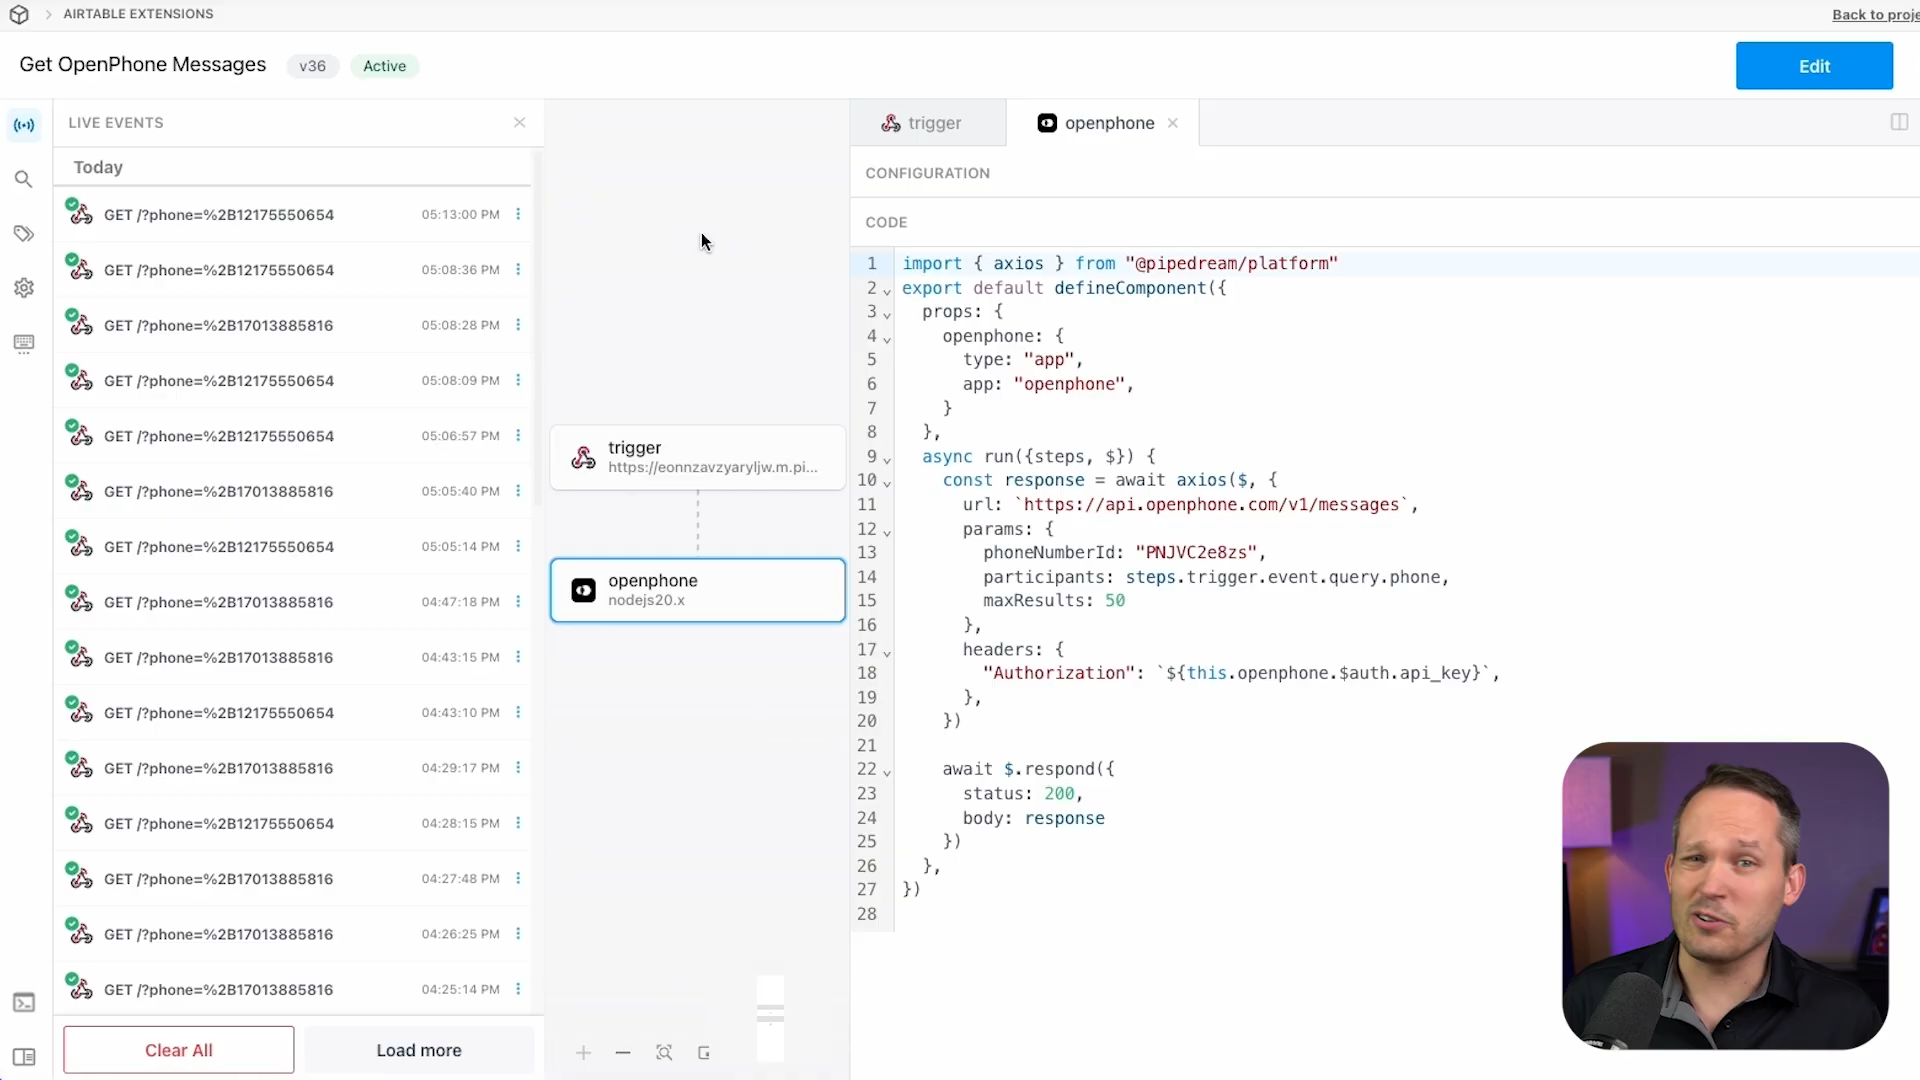 AIRTABLE EXTENSIONS
Back to proje
Get OpenPhone Messages v36 Active
Edit
LIVE EVENTS
Today
GET /?phone=%2B12175550654 05:13:00 PM
GET /?phone=%2B12175550654 05:08:36 PM
GET /?phone=%2B17013885816 05:08:28 PM
GET /?phone=%2B12175550654 05:08:09 PM
GET /?phone=%2B12175550654 05:06:57 PM
GET /?phone=%2B17013885816 05:05:40 PM
GET /?phone=%2B12175550654 05:05:14 PM
GET /?phone=%2B17013885816 04:47:18 PM
GET /?phone=%2B17013885816 04:43:15 PM
GET /?phone=%2B12175550654 04:43:10 PM
GET /?phone=%2B17013885816 04:29:17 PM
GET /?phone=%2B12175550654 04:28:15 PM
GET /?phone=%2B17013885816 04:27:48 PM
GET /?phone=%2B17013885816 04:26:25 PM
GET /?phone=%2B17013885816 04:25:14 PM
Clear All
Load more
trigger
https://eonnzavzyaryljw.m.pi...
openphone
nodejs20.x
trigger
openphone
CONFIGURATION
CODE
1 import { axios } from "@pipedream/platform"
2 export default defineComponent({
3 props: {
4 openphone: {
5 type: "app",
6 app: "openphone",
7 }
8 },
9 async run({steps, $}) {
10 const response = await axios($, {
11 url: `https://api.openphone.com/v1/messages`,
12 params: {
13 phoneNumberId: "PNJVC2e8zs",
14 participants: steps.trigger.event.query.phone,
15 maxResults: 50
16 },
17 headers: {
18 "Authorization": `${this.openphone.$auth.api_key}`,
19 },
20 })
21
22 await $.respond({
23 status: 200,
24 body: response
25 })
26 },
27 })
28